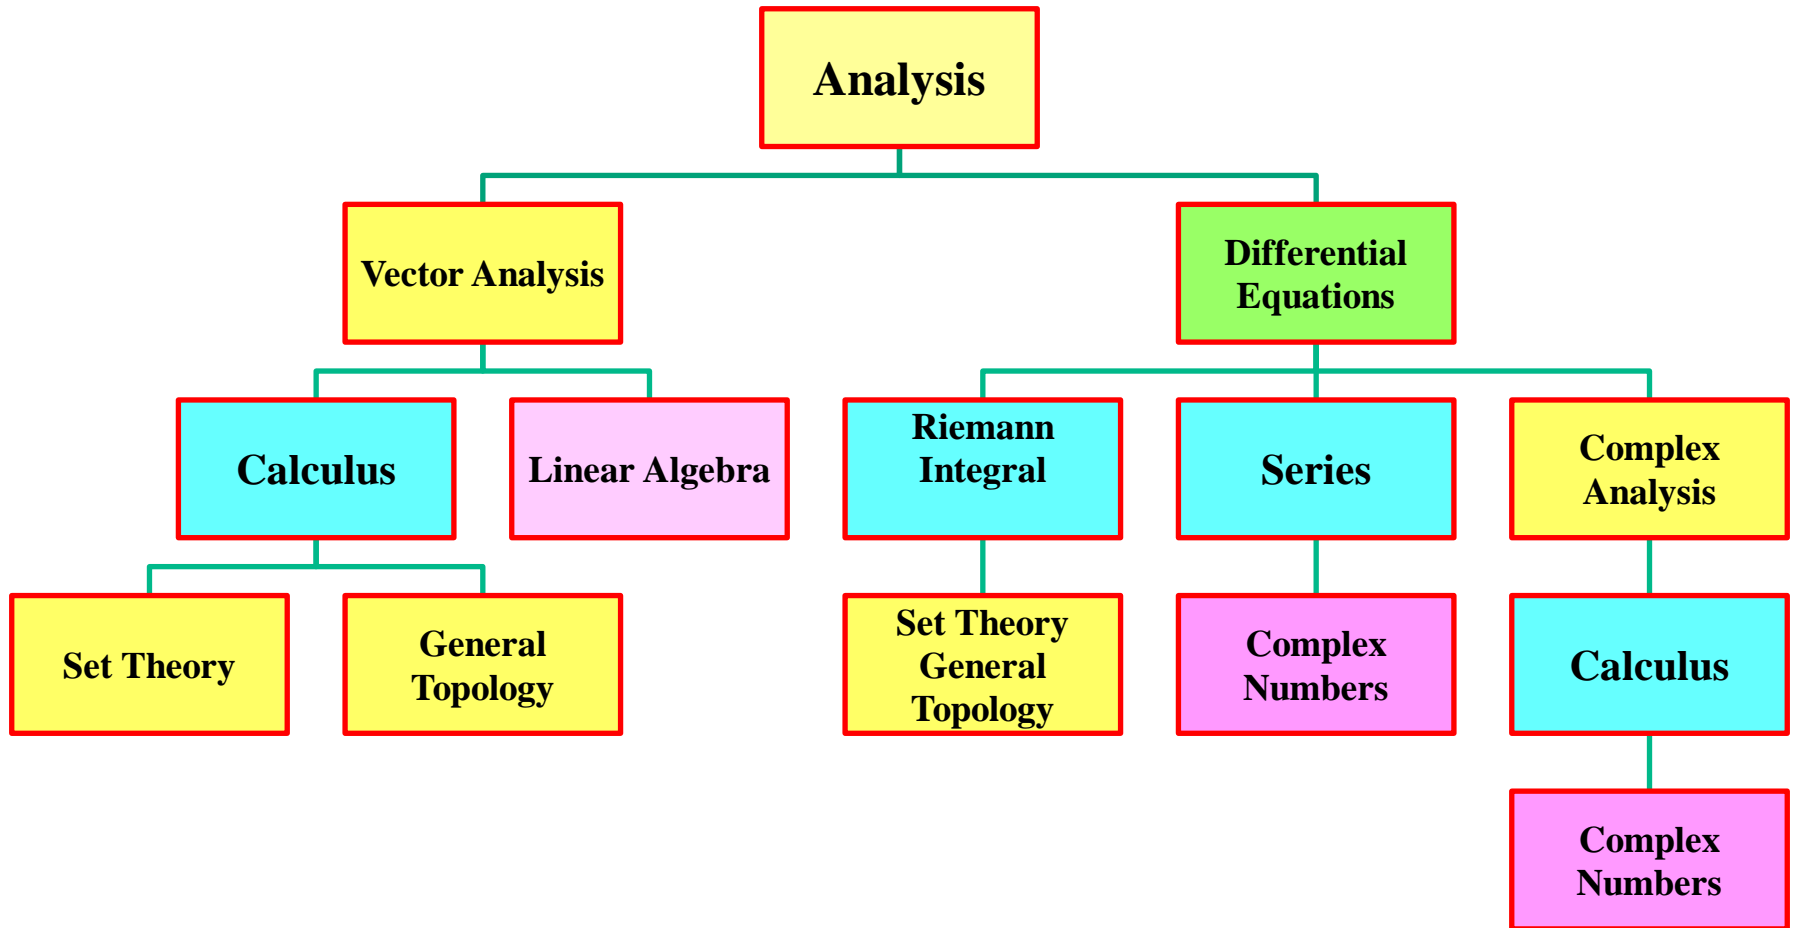 Analysis
Vector Analysis
Differential
Equations
Calculus
Linear Algebra
Riemann
Integral
Series
Complex
Analysis
Set Theory
General
Topology
Set Theory
General
Topology
Complex
Numbers
Calculus
Complex
Numbers